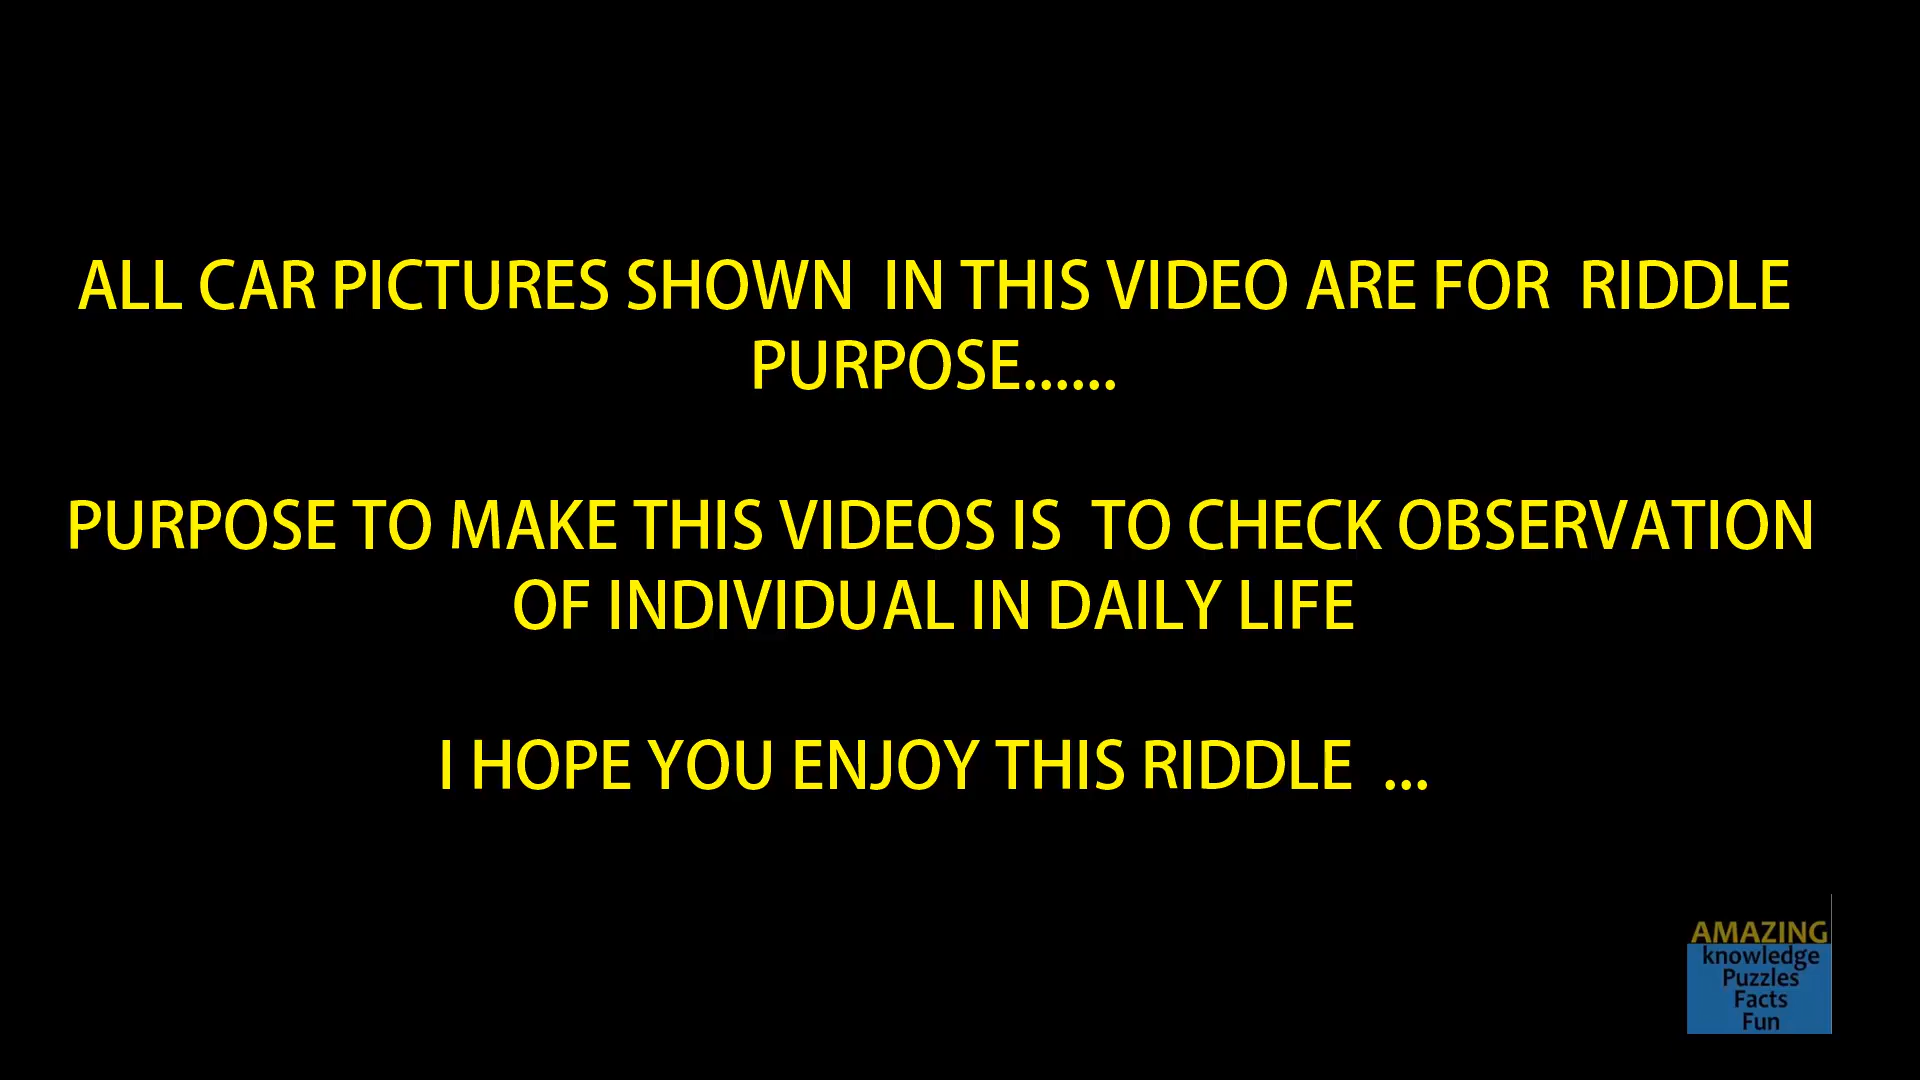 ALL CAR PICTURES SHOWN IN THIS VIDEO ARE FOR RIDDLE
PURPOSE......
PURPOSE TO MAKE THIS VIDEOS IS TO CHECK OBSERVATION
OF INDIVIDUAL IN DAILY LIFE
I HOPE YOU ENJOY THIS RIDDLE ...
AMAZING
knowledge
Puzzles
Facts
Fun